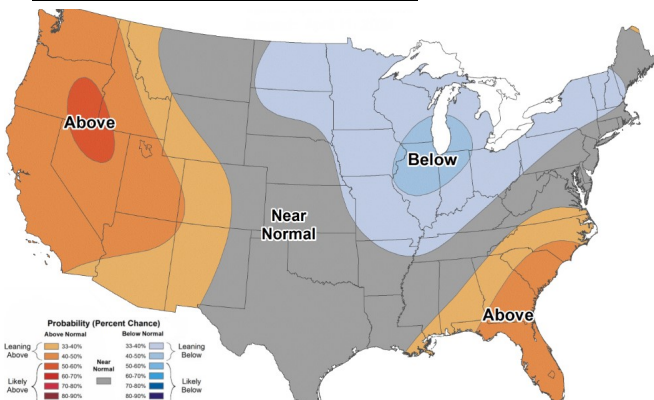 Above
Below
Near
Normal
Above
Probability (Percent Chance)
Above Normal
Below Normal
Leaning
Above
33-40%
40-50%
Likely
Above
50-60%
60-70%
70-80%
80-90%
Near
Normal
33-40%
40-50%
Leaning
Below
50-60%
60-70%
70-80%
80-90%
Likely
Below